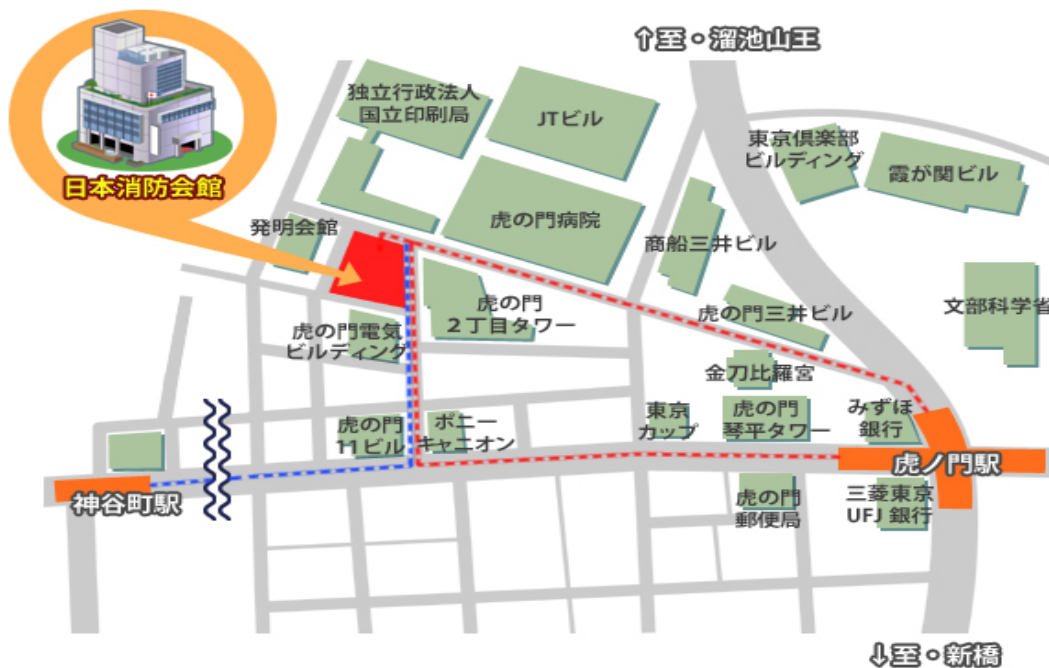 ↑至・溜池山王
独立行政法人
国立印刷局
JTビル
東京倶楽部
ビルディング
霞が関ビル
日本消防会館
発明会館
虎の門病院
商船三井ビル
文部科学省
虎の門
2丁目タワー
虎の門三井ビル
虎の門電気
ビルディング
金刀比羅宮
虎の門
11ビル
ポニー
キャニオン
東京
カップ
虎の門
琴平タワー
みずほ
銀行
虎ノ門駅
神谷町駅
虎の門
郵便局
三菱東京
UFJ 銀行
↓至・新橋